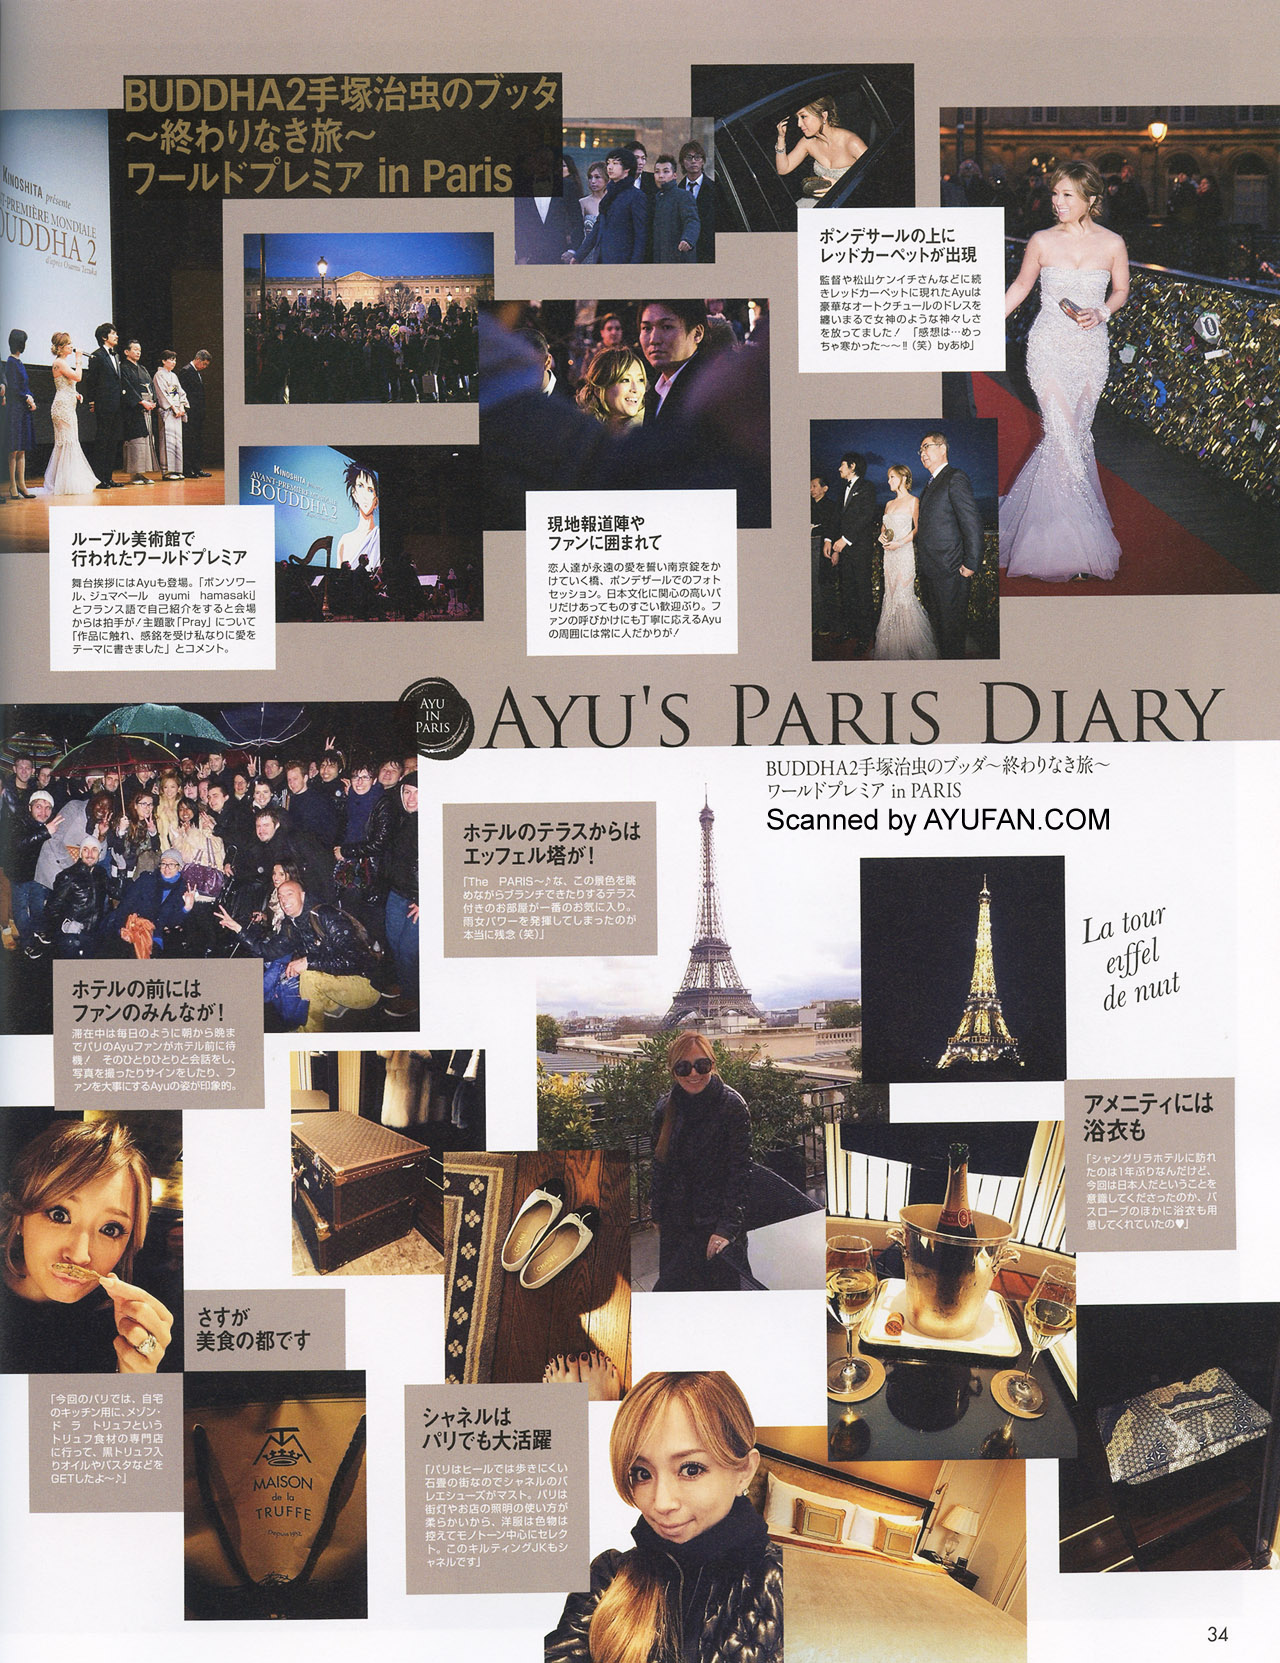 BUDDHA2手塚治虫のブッタ
～終わりなき旅～
ワールドプレミア in Paris
KINOSHITA présente
T-PREMIÈRE MONDIALE
OUDDHA 2
d'après Osamu Tezuka
ポンデザールの上に
レッドカーペットが出現
監督や松山ケンイチさんなどに続
きレッドカーペットに現れたAyuは
豪華なオートクチュールのドレスを
纏いまるで女神のような神々しさ
を放ってました！ 「感想は…めっ
ちゃ寒かった～～!!（笑）byあゆ」
KINOSHITA
AVANT-PREMIÈRE MONDIALE
BOUDDHA 2
ルーブル美術館で
行われたワールドプレミア
舞台挨拶にはAyuも登場。「ボンソワー
ル、ジュマペール ayumi hamasaki」
とフランス語で自己紹介をすると会場
からは拍手が！主題歌「Pray」について
「作品に触れ、感銘を受け私なりに愛を
テーマに書きました」とコメント。
現地報道陣や
ファンに囲まれて
恋人達が永遠の愛を誓い南京錠をか
けていく橋、ポンデザールでのフォト
セッション。日本文化に関心の高いパ
リだけあってものすごい歓迎ぶり。フ
ァンの呼びかけにも丁寧に応えるAyu
の周囲には常に人だかりが！
AYU
IN
PARIS
AYU'S PARIS DIARY
BUDDHA2手塚治虫のブッダ～終わりなき旅～
ワールドプレミア in PARIS
Scanned by AYUFAN.COM
ホテルのテラスからは
エッフェル塔が！
「The PARIS～♪な、この景色を眺
めながらブランチできたりするテラス
付きのお部屋が一番のお気に入り。
雨女パワーを発揮してしまったのが
本当に残念（笑）」
La tour
eiffel
de nuit
ホテルの前には
ファンのみんなが！
滞在中は毎日のように朝から晩ま
でパリのAyuファンがホテル前に待
機！ そのひとりひとりと会話をし、
写真を撮ったりサインをしたり、フ
ァンを大事にするAyuの姿が印象的。
アメニティには
浴衣も
「シャングリラホテルに訪れ
たのは1年ぶりなんだけど、
今回は日本人だということを
意識してくださったのか、バ
スローブのほかに浴衣も用
意してくれていたの♥」
さすが
美食の都です
「今回のパリでは、自宅
のキッチン用に、メゾン・
ド ラ トリュフという
トリュフ食材の専門店
に行って、黒トリュフ入
りオイルやパスタなどを
GETしたよ～♪」
MAISON
de la
TRUFFE
Depuis 1932
シャネルは
パリでも大活躍
「パリはヒールでは歩きにくい
石畳の街なのでシャネルのバ
レエシューズがマスト。パリは
街灯やお店の照明の使い方が
柔らかいから、洋服は色物は
控えてモノトーン中心にセレク
ト。このキルティングJKもシ
ャネルです」
34